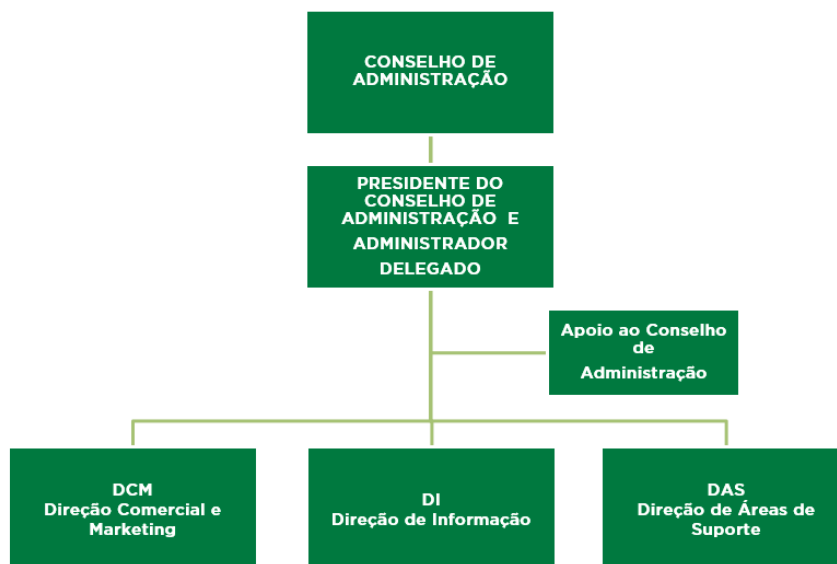 CONSELHO DE
ADMINISTRAÇÃO
PRESIDENTE DO
CONSELHO DE
ADMINISTRAÇÃO E
ADMINISTRADOR
DELEGADO
Apoio ao Conselho
de
Administração
DCM
Direção Comercial e
Marketing
DI
Direção de Informação
DAS
Direção de Áreas de
Suporte